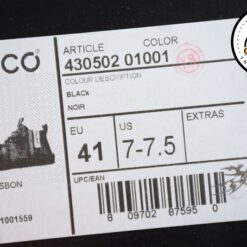 CO
ARTICLE COLOR
430502 01001
COLOUR DESCRIPTION
BLACK
NOIR
EU US EXTRAS
41 7-7.5
SBON
UPC/EAN
1001559
8 09702 87595 0